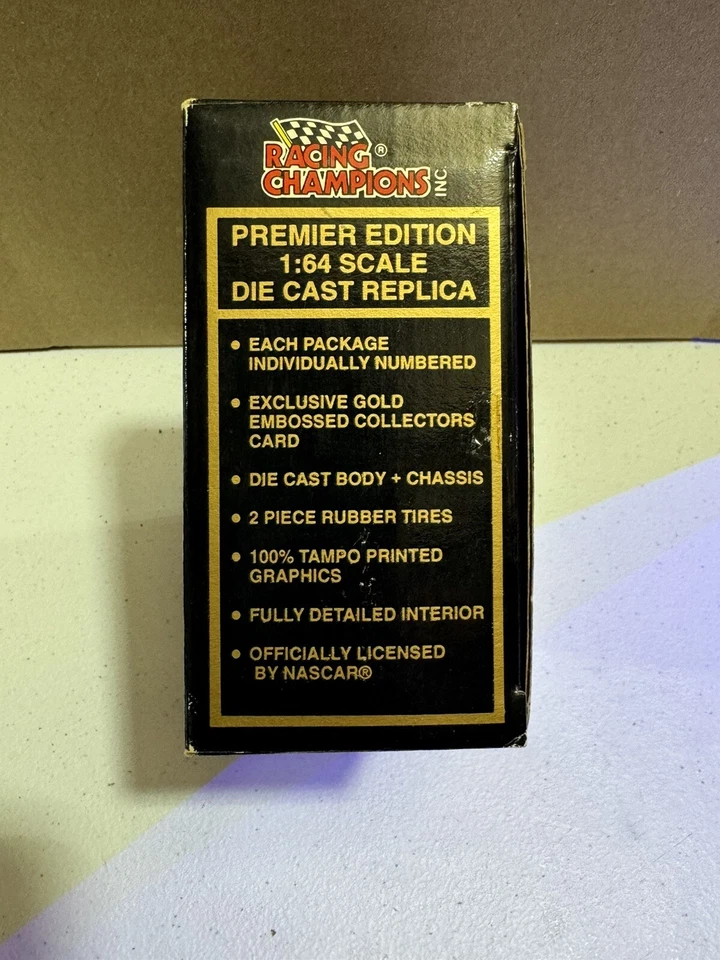 RACING ®
CHAMPIONS INC.
PREMIER EDITION
1:64 SCALE
DIE CAST REPLICA
• EACH PACKAGE
INDIVIDUALLY NUMBERED
• EXCLUSIVE GOLD
EMBOSSED COLLECTORS
CARD
• DIE CAST BODY + CHASSIS
• 2 PIECE RUBBER TIRES
• 100% TAMPO PRINTED
GRAPHICS
• FULLY DETAILED INTERIOR
• OFFICIALLY LICENSED
BY NASCAR®